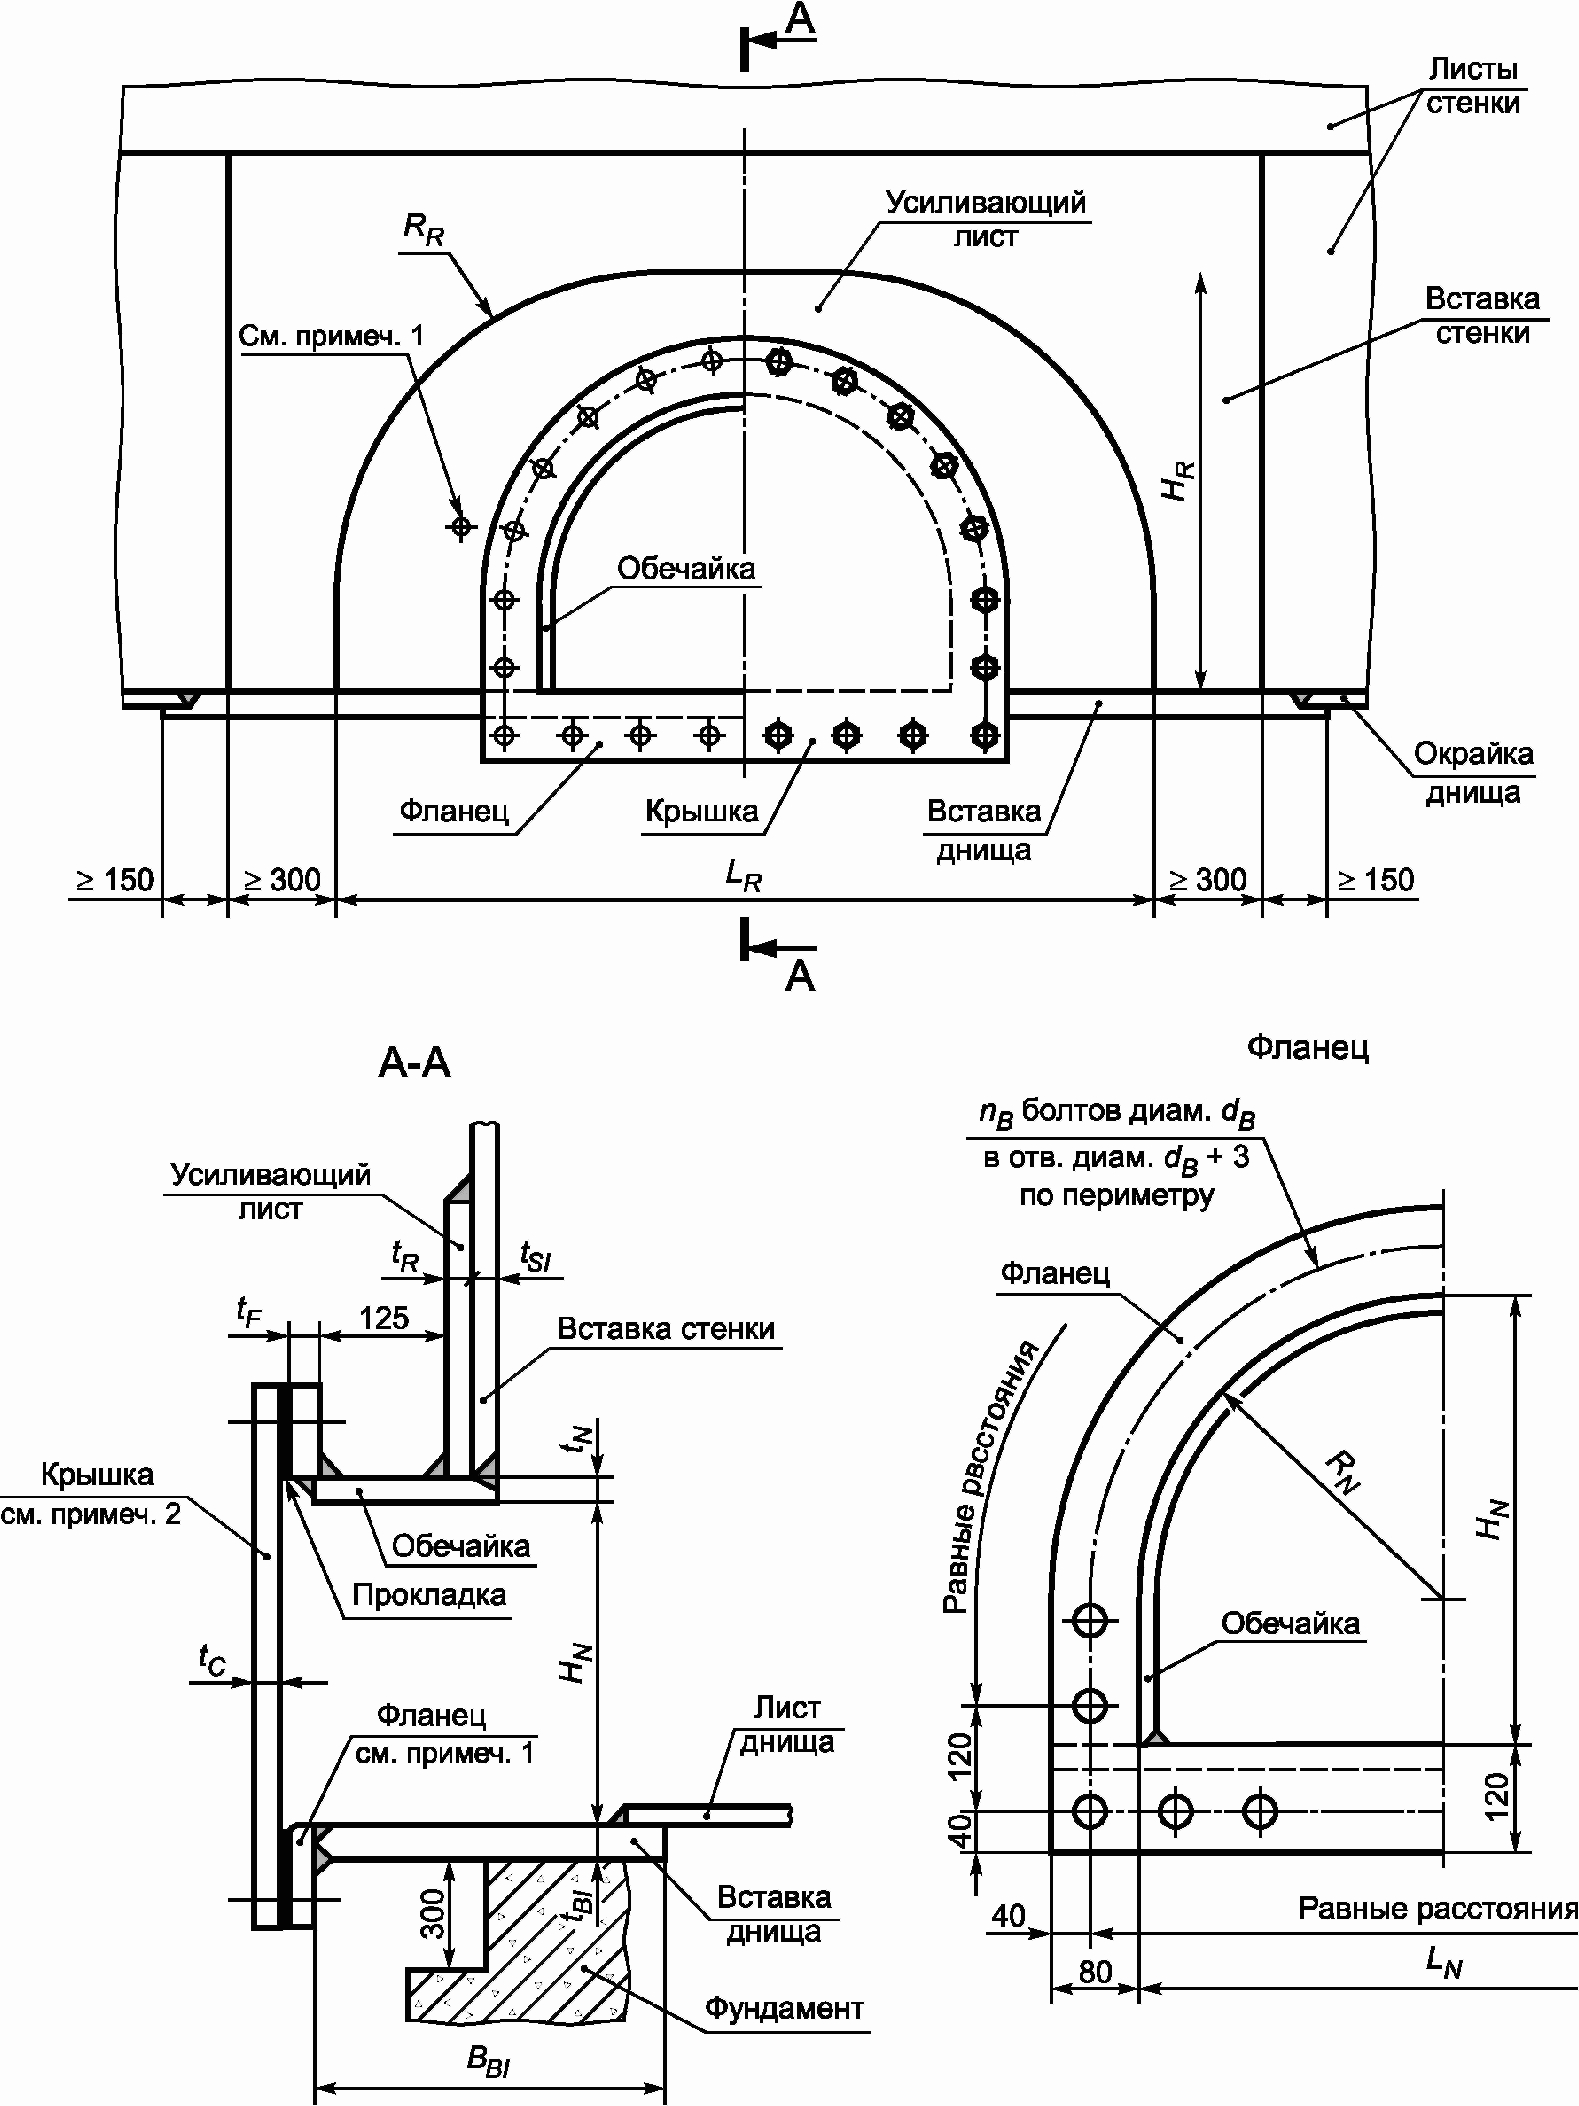 А
Листы
стенки
Усиливающий
лист
R_R
См. примеч. 1
Вставка
стенки
H_R
Обечайка
Окрайка
днища
Фланец
Крышка
Вставка
днища
≥ 150
≥ 300
L_R
≥ 300
≥ 150
А
А-А
Фланец
n_B болтов диам. d_B
в отв. диам. d_B + 3
по периметру
Усиливающий
лист
t_R
t_SI
t_F
125
Вставка стенки
Фланец
Равные рвсстояния
t_N
Крышка
см. примеч. 2
Обечайка
Прокладка
R_N
H_N
Обечайка
H_N
t_C
Фланец
см. примеч. 1
Лист
днища
120
40
120
300
t_BI
Вставка
днища
Фундамент
B_BI
40
Равные расстояния
80
L_N